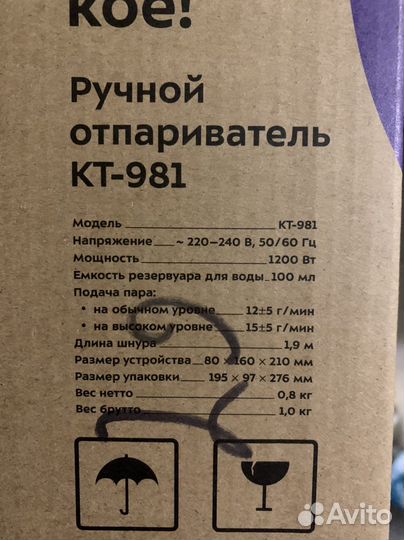 кое!
Ручной
отпариватель
КТ-981
Модель КТ-981
Напряжение ~ 220–240 В, 50/60 Гц
Мощность 1200 Вт
Емкость резервуара для воды 100 мл
Подача пара:
• на обычном уровне 12±5 г/мин
• на высоком уровне 15±5 г/мин
Длина шнура 1,9 м
Размер устройства 80 × 160 × 210 мм
Размер упаковки 195 × 97 × 276 мм
Вес нетто 0,8 кг
Вес брутто 1,0 кг
Avito